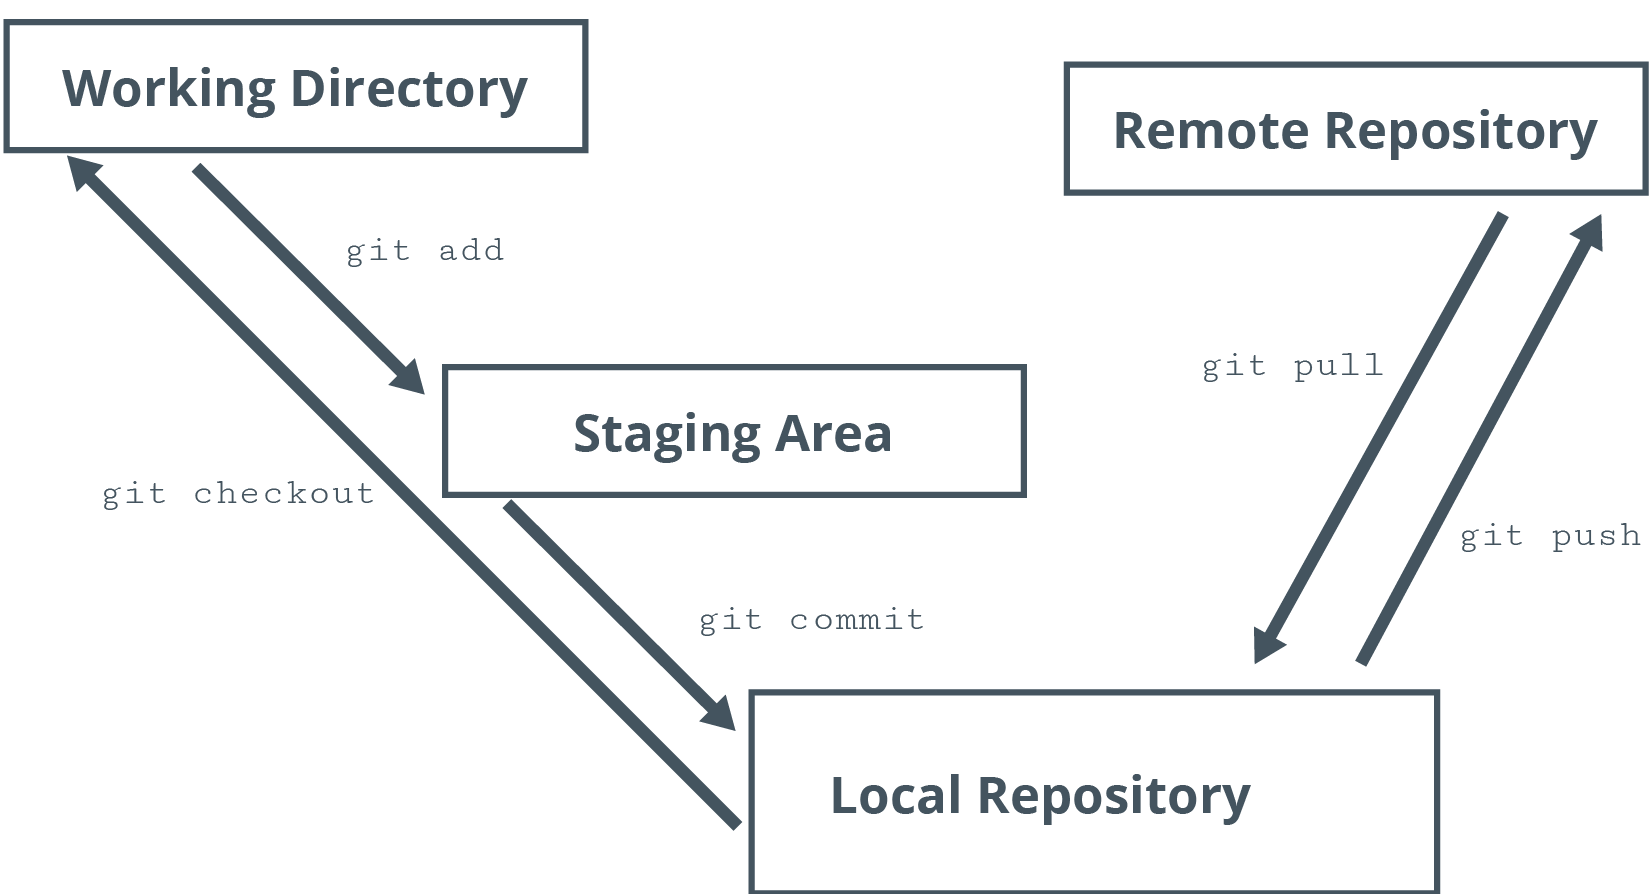 Working Directory
Remote Repository
git add
git pull
Staging Area
git checkout
git push
git commit
Local Repository